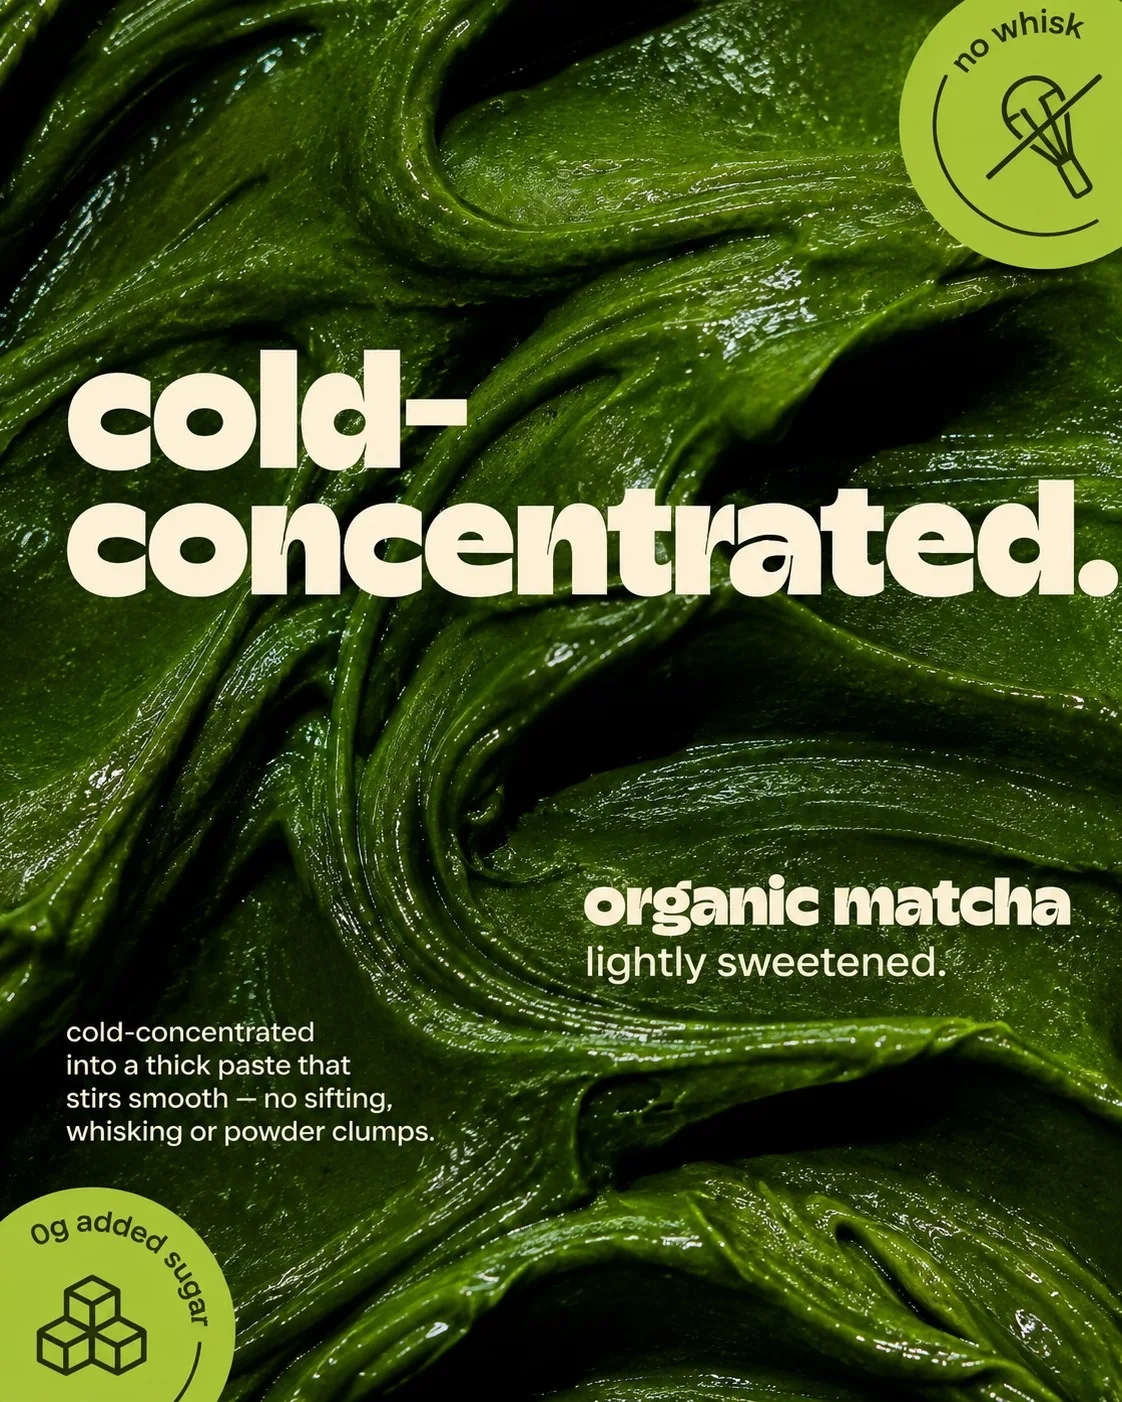 no whisk
cold-
concentrated.
organic matcha
lightly sweetened.
cold-concentrated
into a thick paste that
stirs smooth — no sifting,
whisking or powder clumps.
0g added sugar